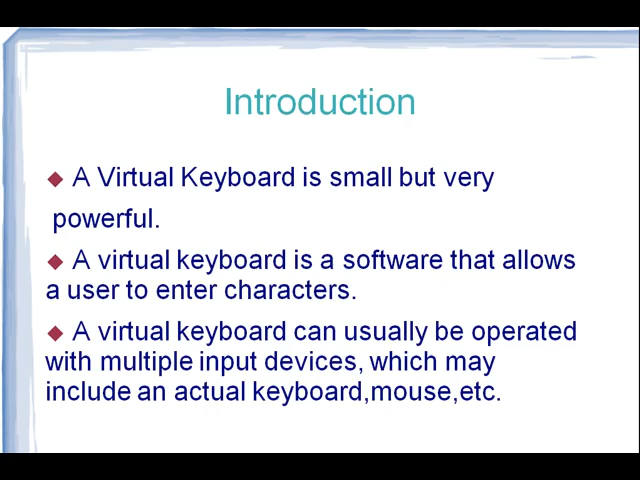 Introduction
◆ A Virtual Keyboard is small but very
powerful.
◆ A virtual keyboard is a software that allows
a user to enter characters.
◆ A virtual keyboard can usually be operated
with multiple input devices, which may
include an actual keyboard,mouse,etc.